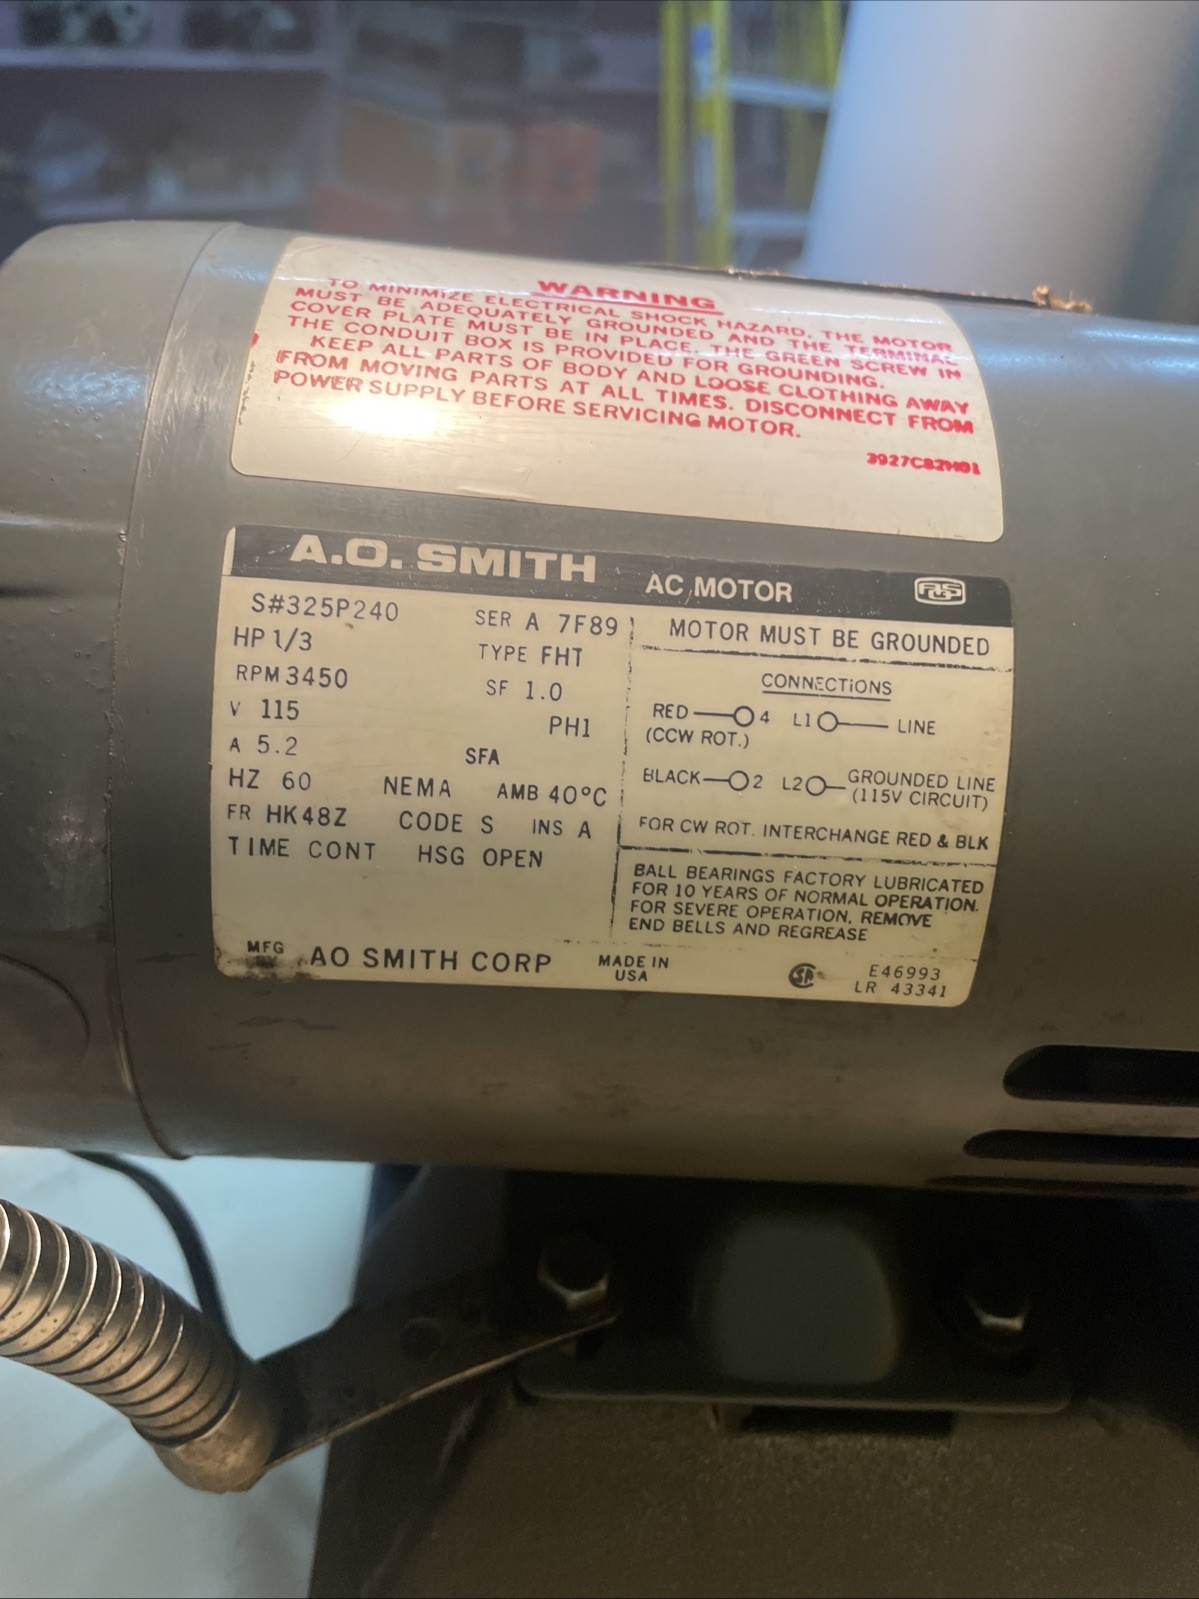 WARNING
TO MINIMIZE ELECTRICAL SHOCK HAZARD, THE MOTOR
MUST BE ADEQUATELY GROUNDED AND THE TERMINAL
COVER PLATE MUST BE IN PLACE. THE GREEN SCREW IN
THE CONDUIT BOX IS PROVIDED FOR GROUNDING.
KEEP ALL PARTS OF BODY AND LOOSE CLOTHING AWAY
FROM MOVING PARTS AT ALL TIMES. DISCONNECT FROM
POWER SUPPLY BEFORE SERVICING MOTOR.
3927C82H01
A.O. SMITH AC MOTOR AOS
S#325P240 SER A 7F89
HP 1/3 TYPE FHT
RPM 3450 SF 1.0
V 115 PH1
A 5.2 SFA
HZ 60 NEMA AMB 40°C
FR HK48Z CODE S INS A
TIME CONT HSG OPEN
MFG BY AO SMITH CORP MADE IN USA
MOTOR MUST BE GROUNDED
CONNECTIONS
RED 4 L1 LINE
(CCW ROT.)
BLACK 2 L2 GROUNDED LINE
(115V CIRCUIT)
FOR CW ROT. INTERCHANGE RED & BLK
BALL BEARINGS FACTORY LUBRICATED
FOR 10 YEARS OF NORMAL OPERATION.
FOR SEVERE OPERATION, REMOVE
END BELLS AND REGREASE
SA E46993
LR 43341